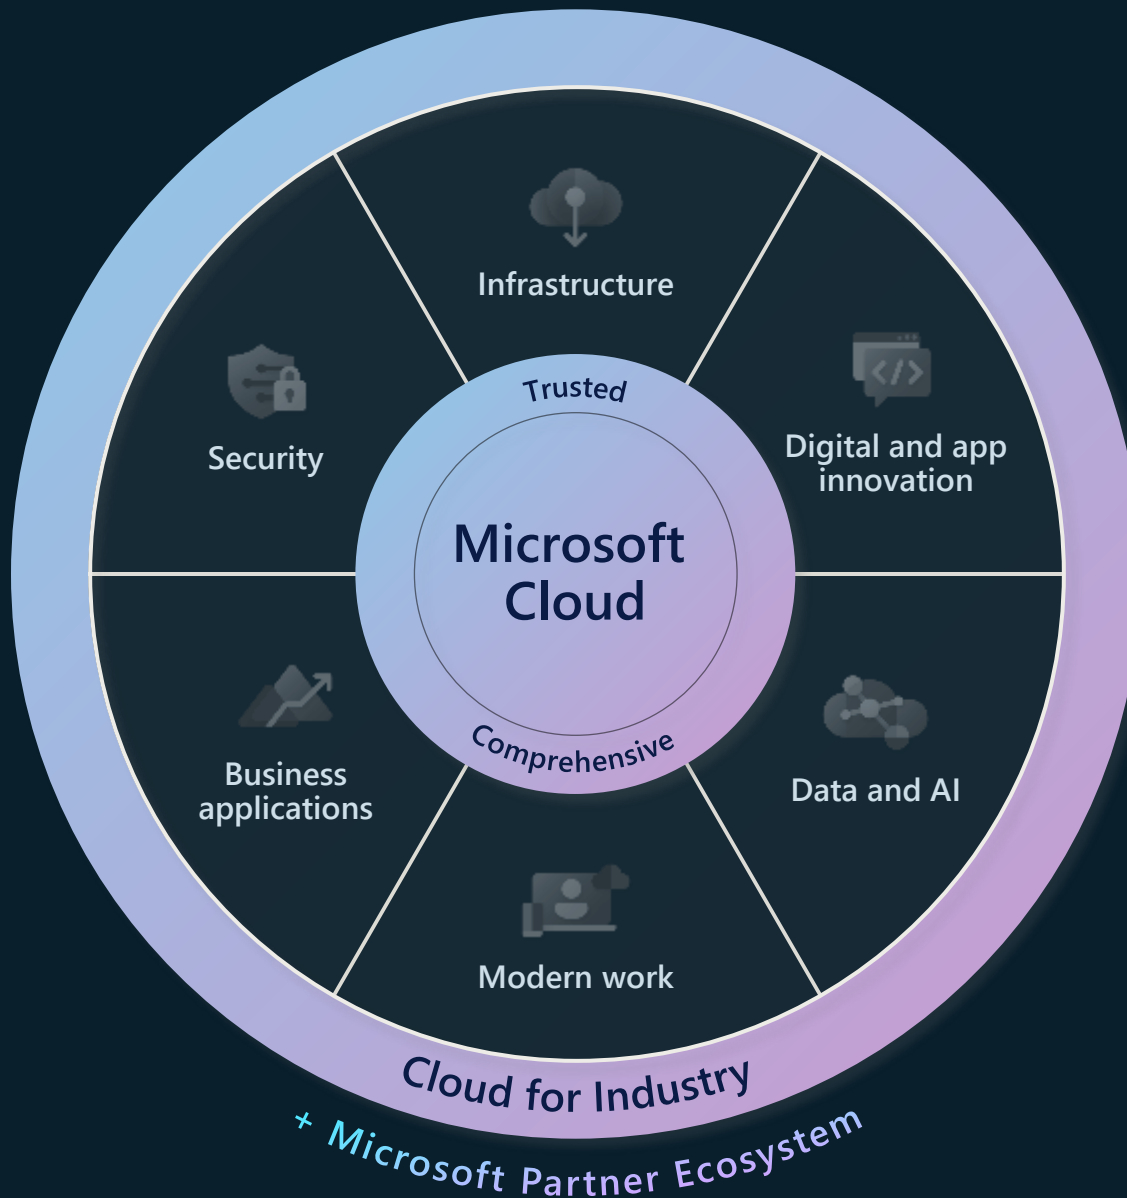 Infrastructure
Security
Digital and app
innovation
Trusted
Microsoft
Cloud
Comprehensive
Business
applications
Data and AI
Modern work
Cloud for Industry
+ Microsoft Partner Ecosystem